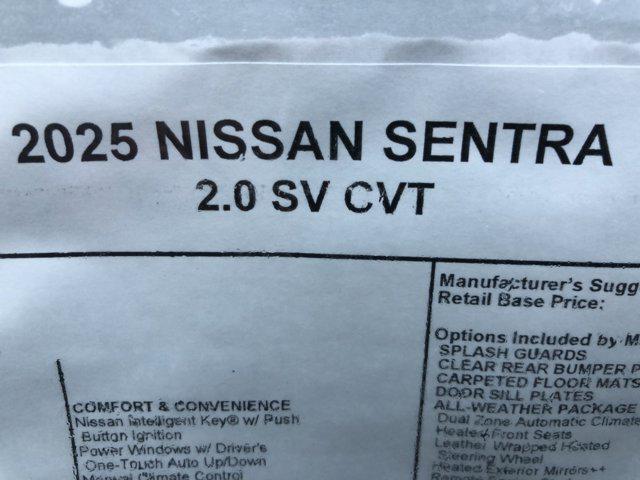 2025 NISSAN SENTRA
2.0 SV CVT
Manufacturer's Sugg
Retail Base Price:
Options Included by M
SPLASH GUARDS
CLEAR REAR BUMPER P
CARPETED FLOOR MATS
DOOR SILL PLATES
ALL-WEATHER PACKAGE
Dual Zone Automatic Climate
Heated Front Seats
Leather Wrapped Heated
Steering Wheel
Heated Exterior Mirrors++
COMFORT & CONVENIENCE
Nissan Intelligent Key® w/ Push
Button Ignition
Power Windows w/ Driver's
One-Touch Auto Up/Down
Manual Climate Control